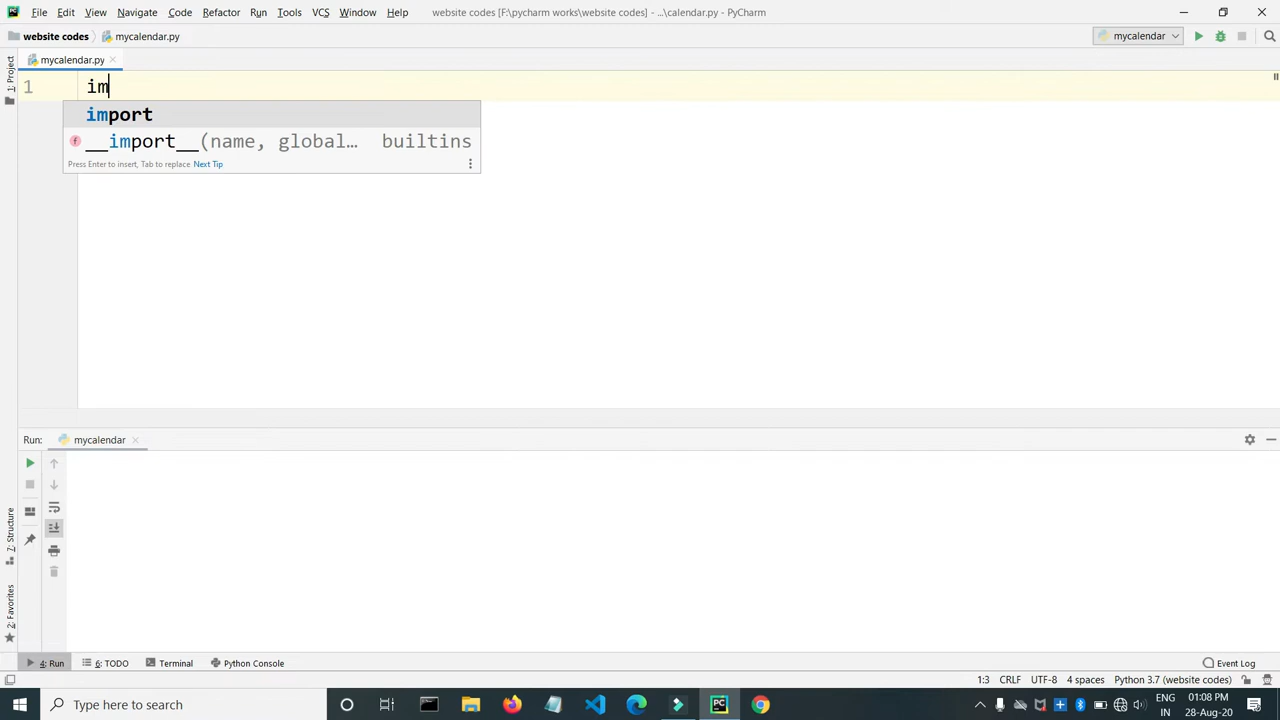 File Edit View Navigate Code Refactor Run Tools VCS Window Help website codes [F:\pycharm works\website codes] - ...\calendar.py - PyCharm
website codes mycalendar.py mycalendar
mycalendar.py
1: Project
1 im
import
__import__(name, global… builtins
Press Enter to insert, Tab to replace Next Tip
Run: mycalendar
Z: Structure
2: Favorites
4: Run 6: TODO Terminal Python Console Event Log
1:3 CRLF UTF-8 4 spaces Python 3.7 (website codes)
Type here to search
ENG 01:08 PM
IN 28-Aug-20